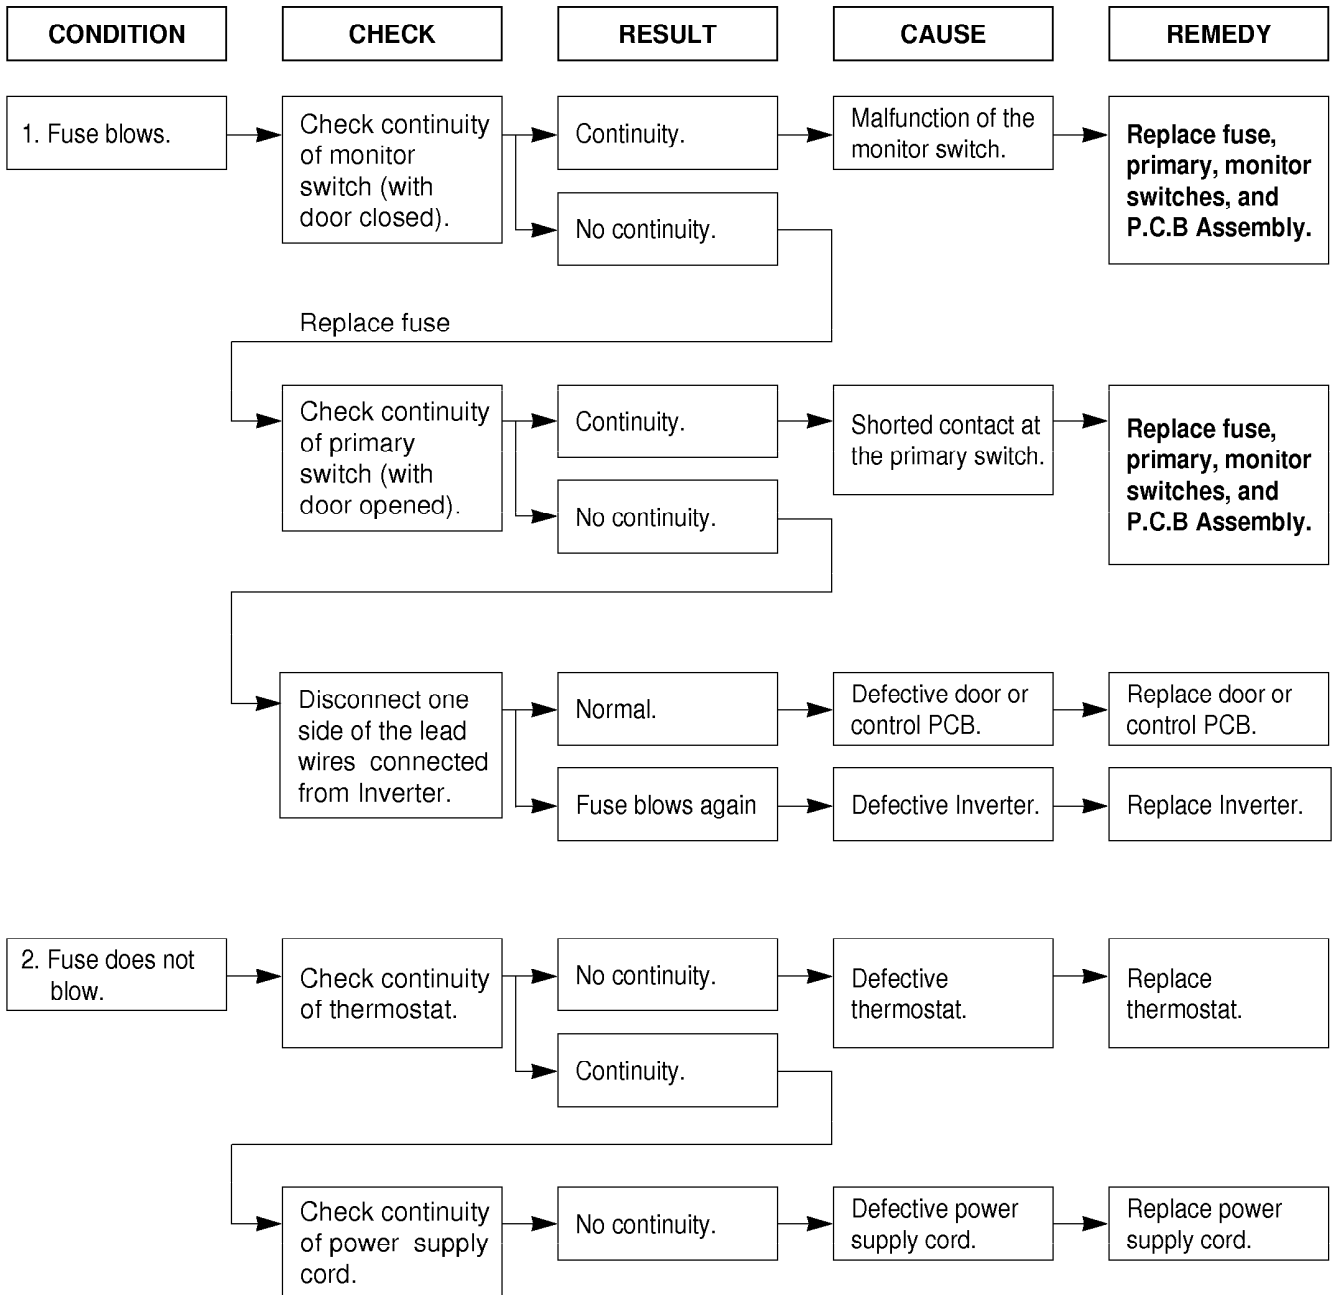 CONDITION
CHECK
RESULT
CAUSE
REMEDY
1. Fuse blows.
Check continuity
of monitor
switch (with
door closed).
Continuity.
Malfunction of the
monitor switch.
Replace fuse,
primary, monitor
switches, and
P.C.B Assembly.
No continuity.
Replace fuse
Check continuity
of primary
switch (with
door opened).
Continuity.
Shorted contact at
the primary switch.
Replace fuse,
primary, monitor
switches, and
P.C.B Assembly.
No continuity.
Disconnect one
side of the lead
wires connected
from Inverter.
Normal.
Defective door or
control PCB.
Replace door or
control PCB.
Fuse blows again
Defective Inverter.
Replace Inverter.
2. Fuse does not
blow.
Check continuity
of thermostat.
No continuity.
Defective
thermostat.
Replace
thermostat.
Continuity.
Check continuity
of power supply
cord.
No continuity.
Defective power
supply cord.
Replace power
supply cord.